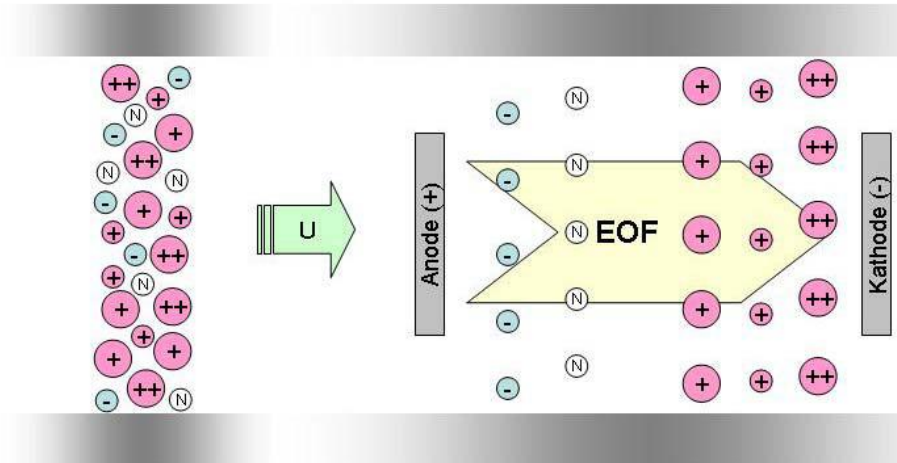 ++ -
+
N
- +
++
N N
- + +
+
- ++
+ N
+ ++
+
+ +
++
- N
U
Anode (+)
- N + + ++
- N + + ++
- N EOF + + ++
- N + + ++
- N + + ++
Kathode (-)